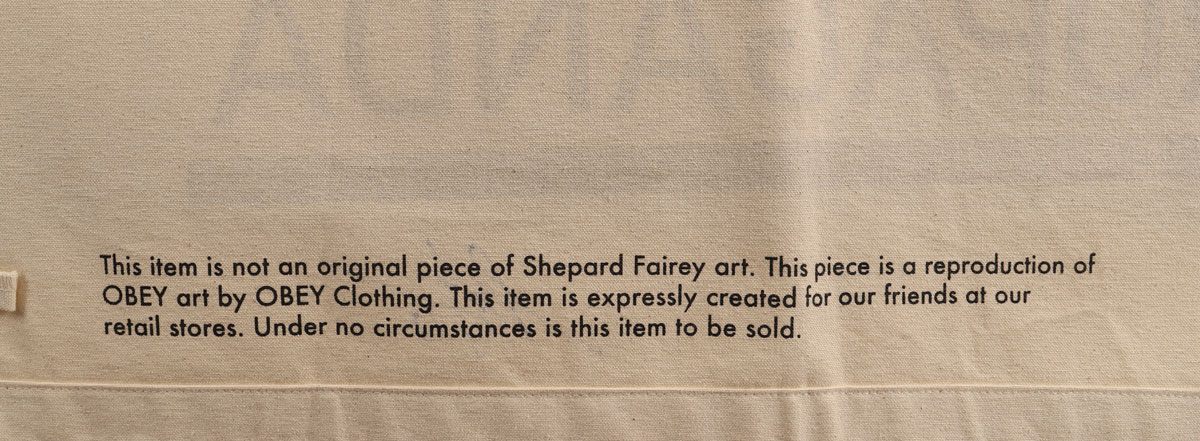 This item is not an original piece of Shepard Fairey art. This piece is a reproduction of
OBEY art by OBEY Clothing. This item is expressly created for our friends at our
retail stores. Under no circumstances is this item to be sold.